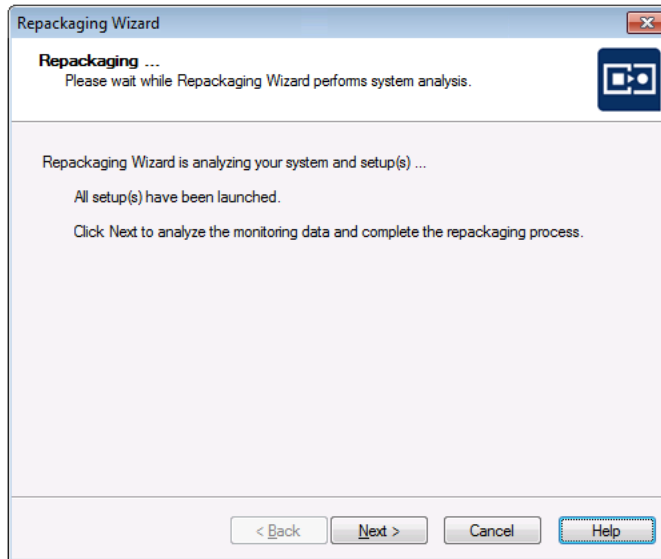 Repackaging Wizard
Repackaging ...
Please wait while Repackaging Wizard performs system analysis.
Repackaging Wizard is analyzing your system and setup(s) ...
All setup(s) have been launched.
Click Next to analyze the monitoring data and complete the repackaging process.
< Back Next > Cancel Help